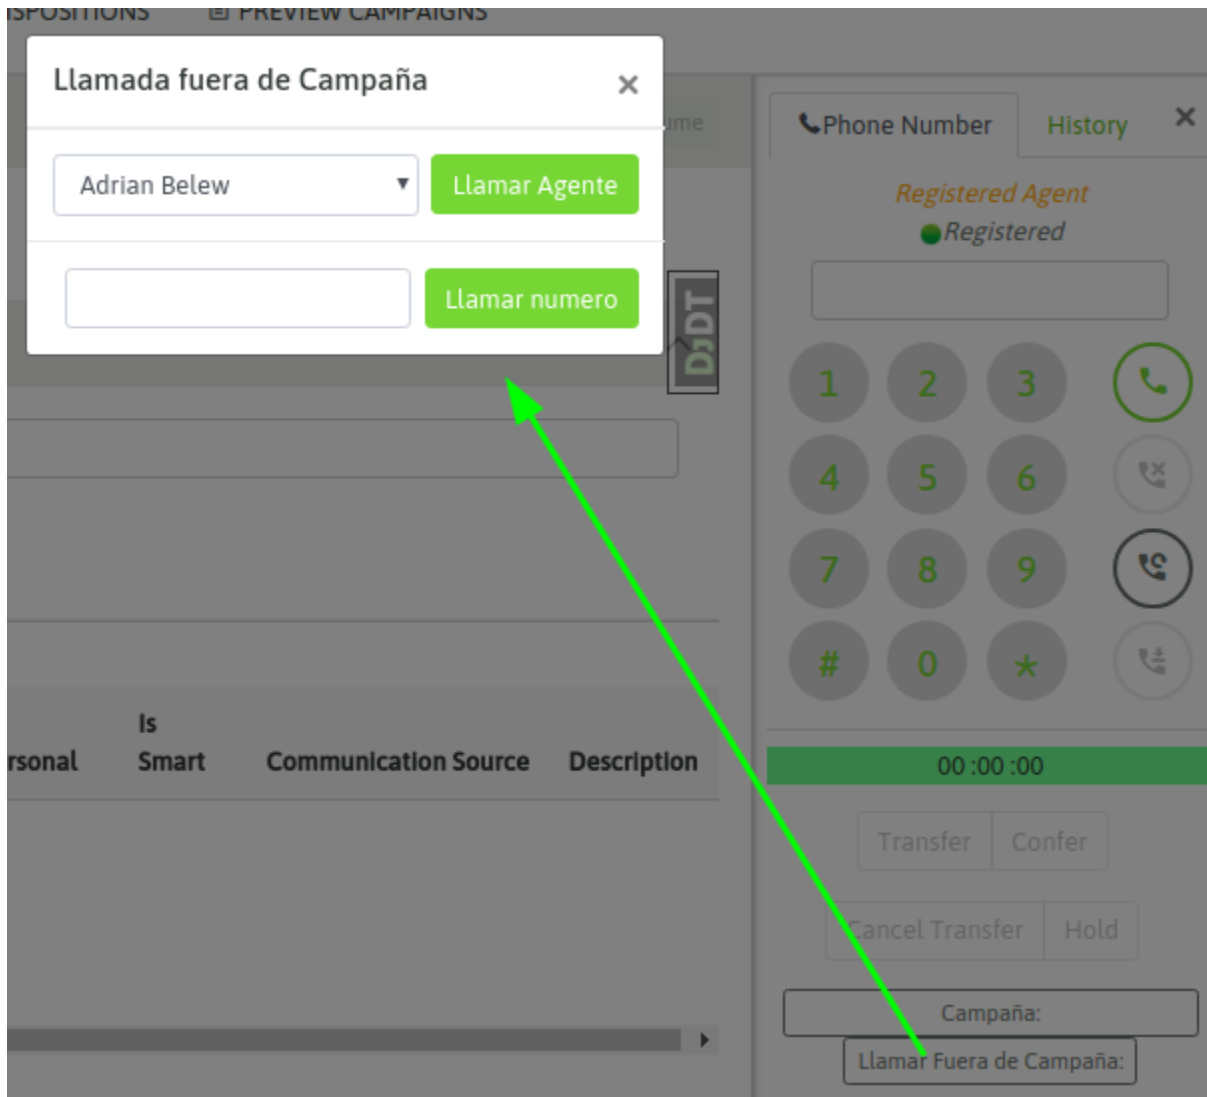 PREVIEW CAMPAIGNS
Llamada fuera de Campaña ×
Adrian Belew ▼ Llamar Agente
Llamar numero
DjDT
Phone Number History ×
Registered Agent
Registered
1 2 3
4 5 6
7 8 9
# 0 *
Is
Smart Communication Source Description
00 :00 :00
Transfer Confer
Cancel Transfer Hold
Campaña:
Llamar Fuera de Campaña: